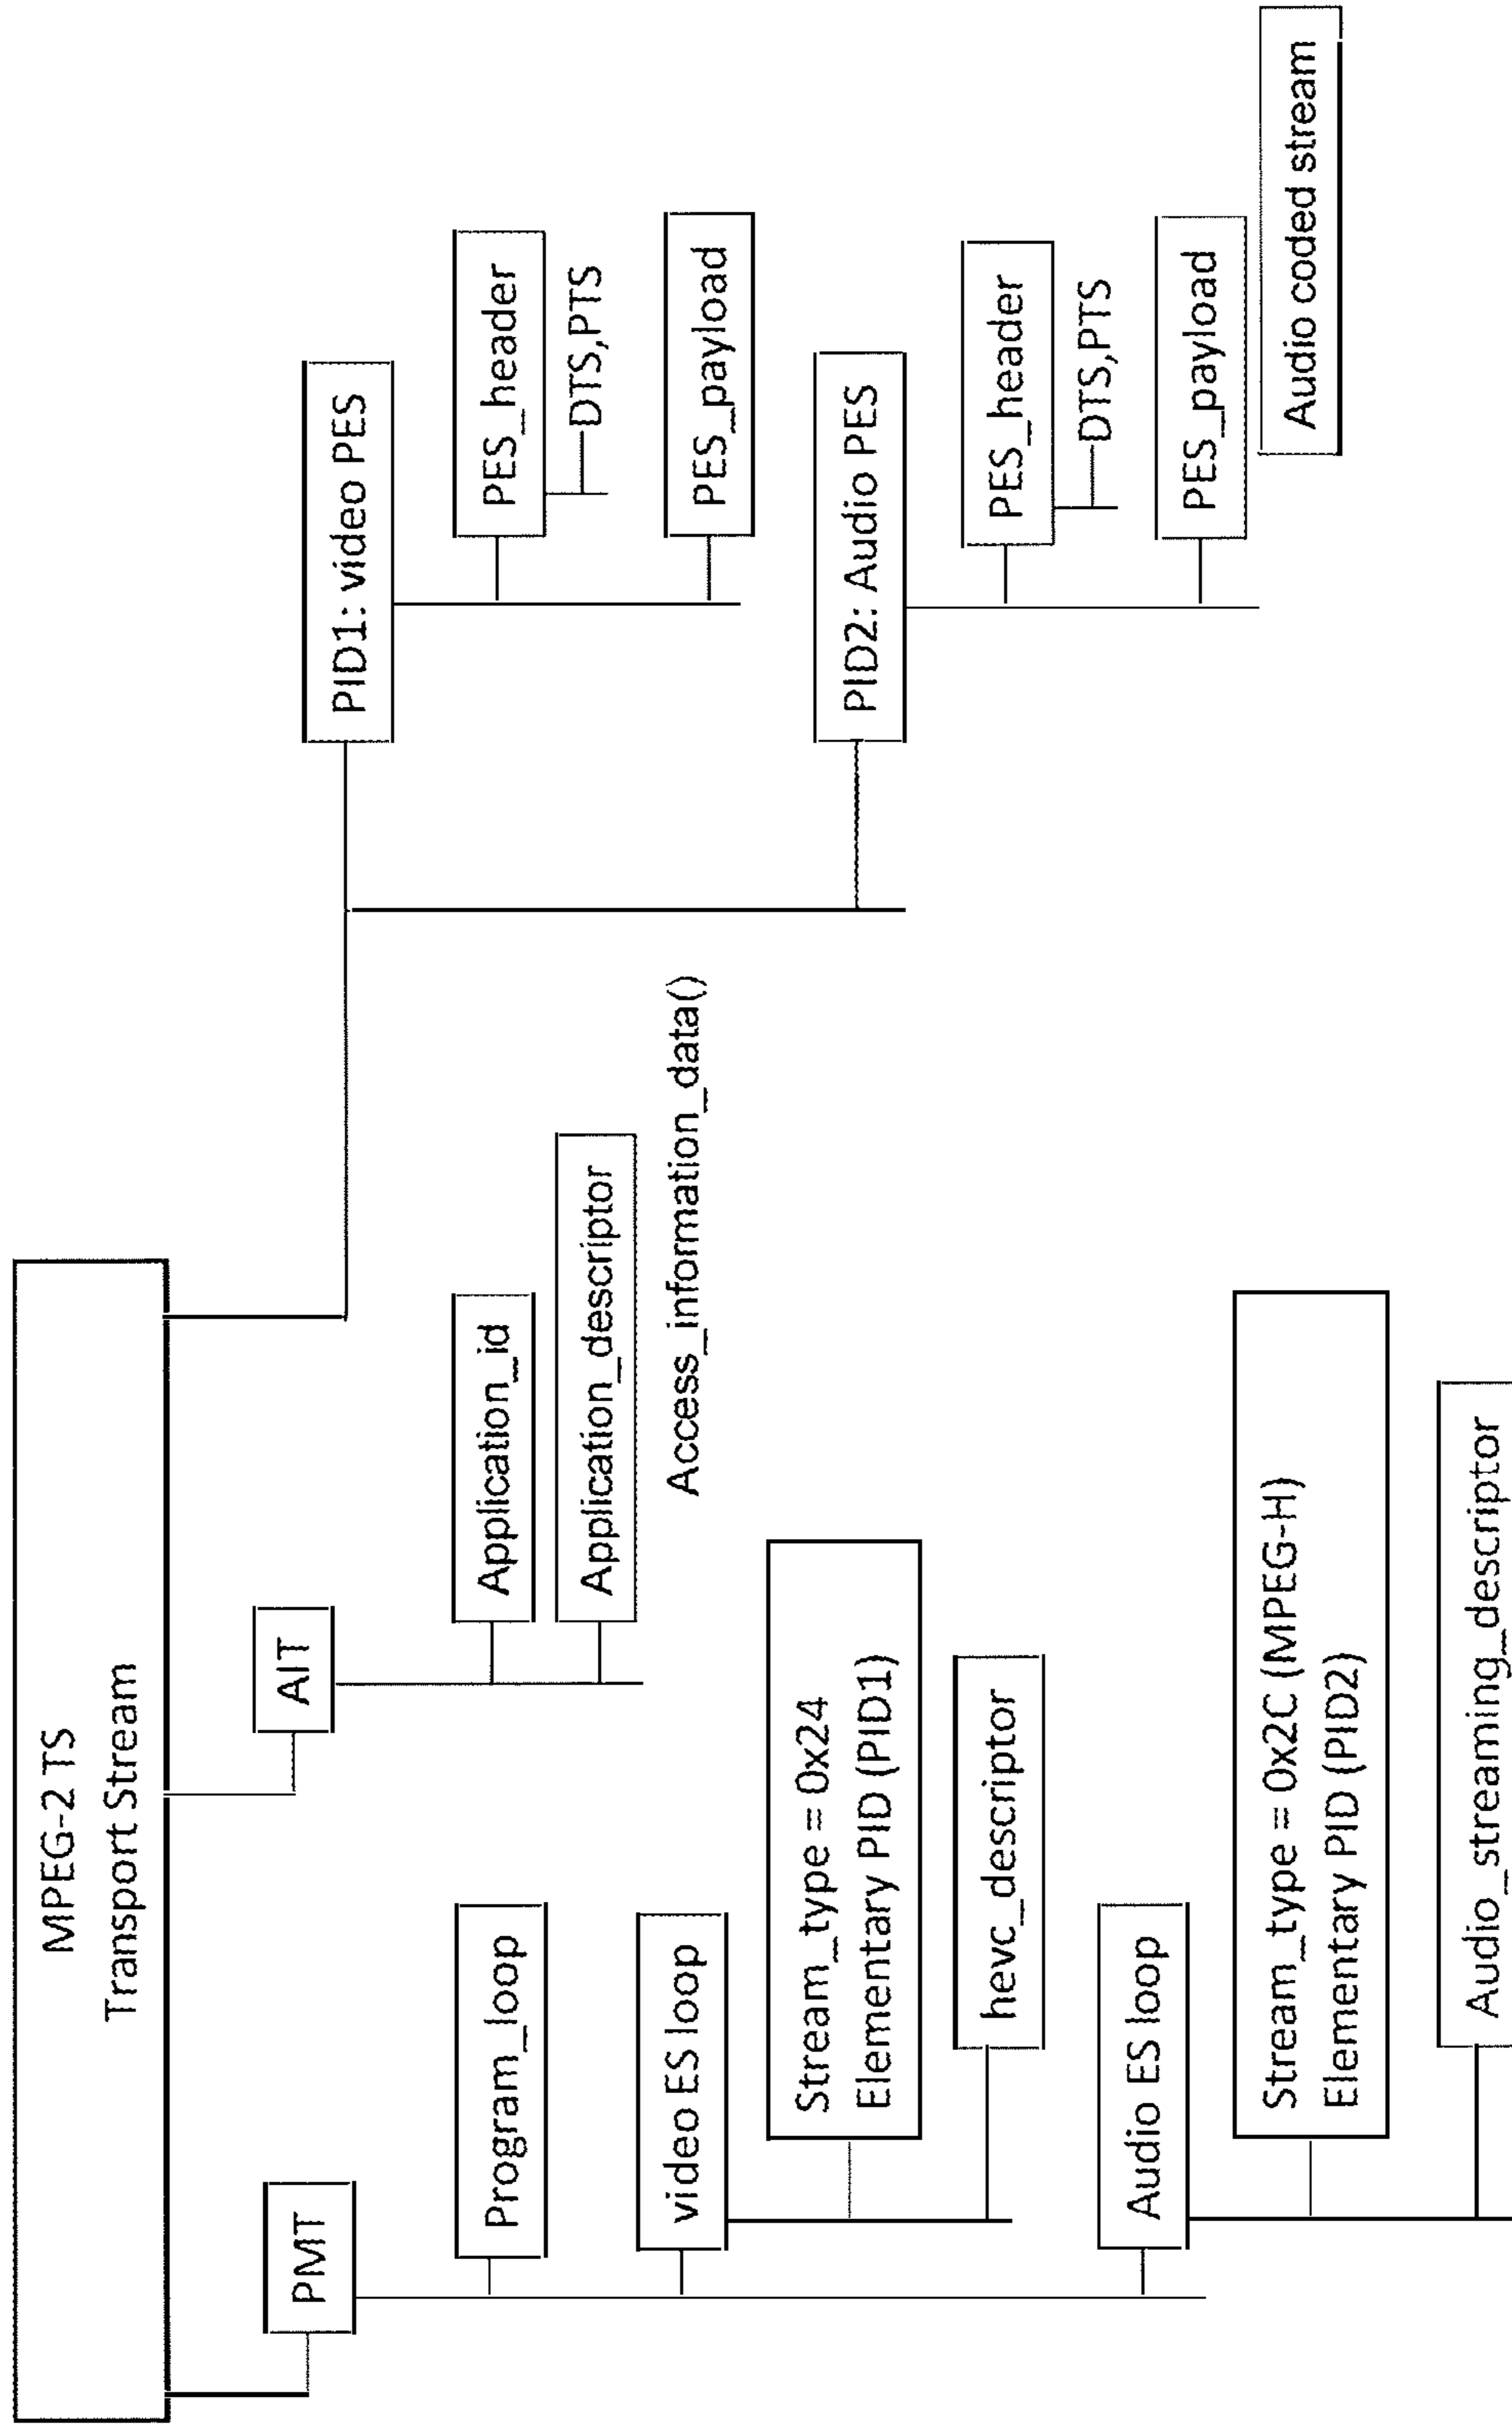 MPEG-2 TS
Transport Stream
PMT
Program_loop
video ES loop
Stream_type = 0x24
Elementary PID (PID1)
hevc_descriptor
Audio ES loop
Stream_type = 0x2C (MPEG-H)
Elementary PID (PID2)
Audio_streaming_descriptor
AIT
Application_id
Application_descriptor
Access_information_data()
PID1: video PES
PES_header
DTS,PTS
PES_payload
PID2: Audio PES
PES_header
DTS,PTS
PES_payload
Audio coded stream